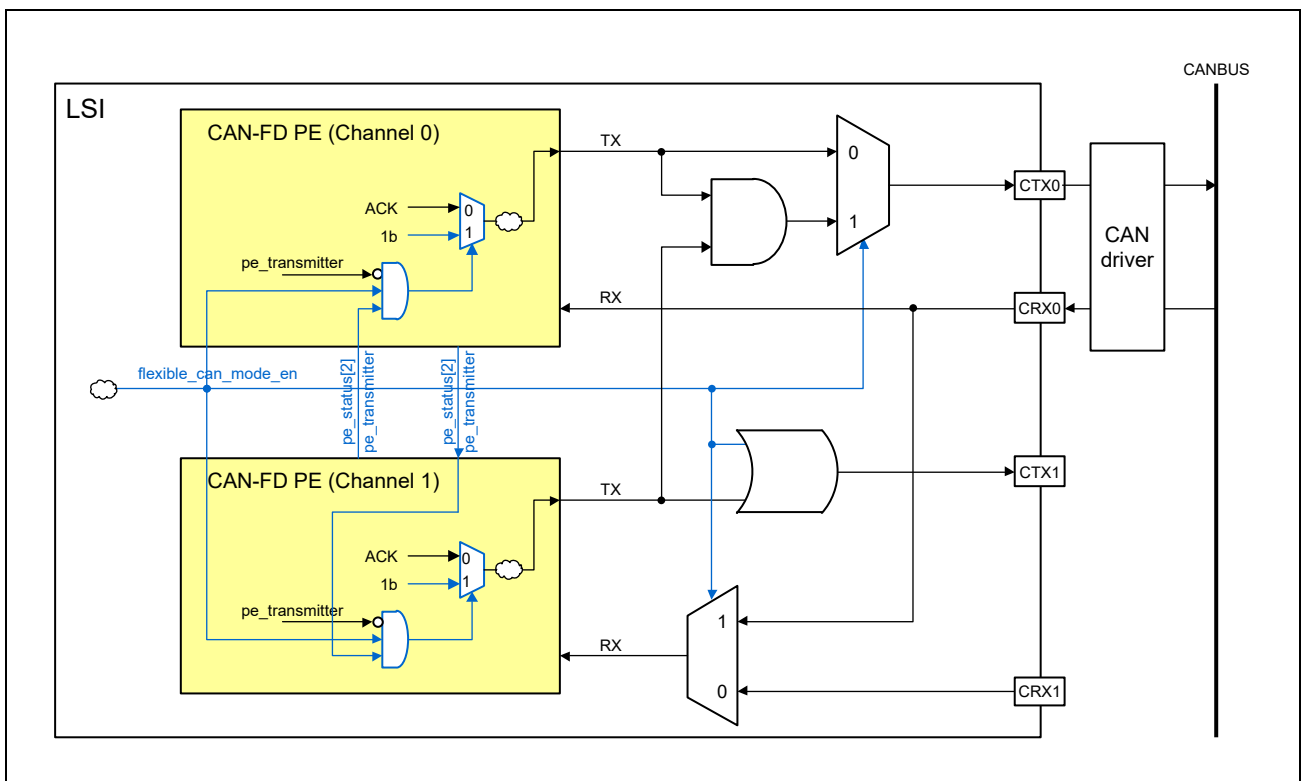 CANBUS
LSI
CAN-FD PE (Channel 0)
TX
0
ACK
0
1b
1
1
CTX0
CAN
driver
pe_transmitter
RX
CRX0
flexible_can_mode_en
pe_status[2]
pe_transmitter
pe_status[2]
pe_transmitter
CAN-FD PE (Channel 1)
TX
CTX1
ACK
0
1b
1
pe_transmitter
1
RX
0
CRX1